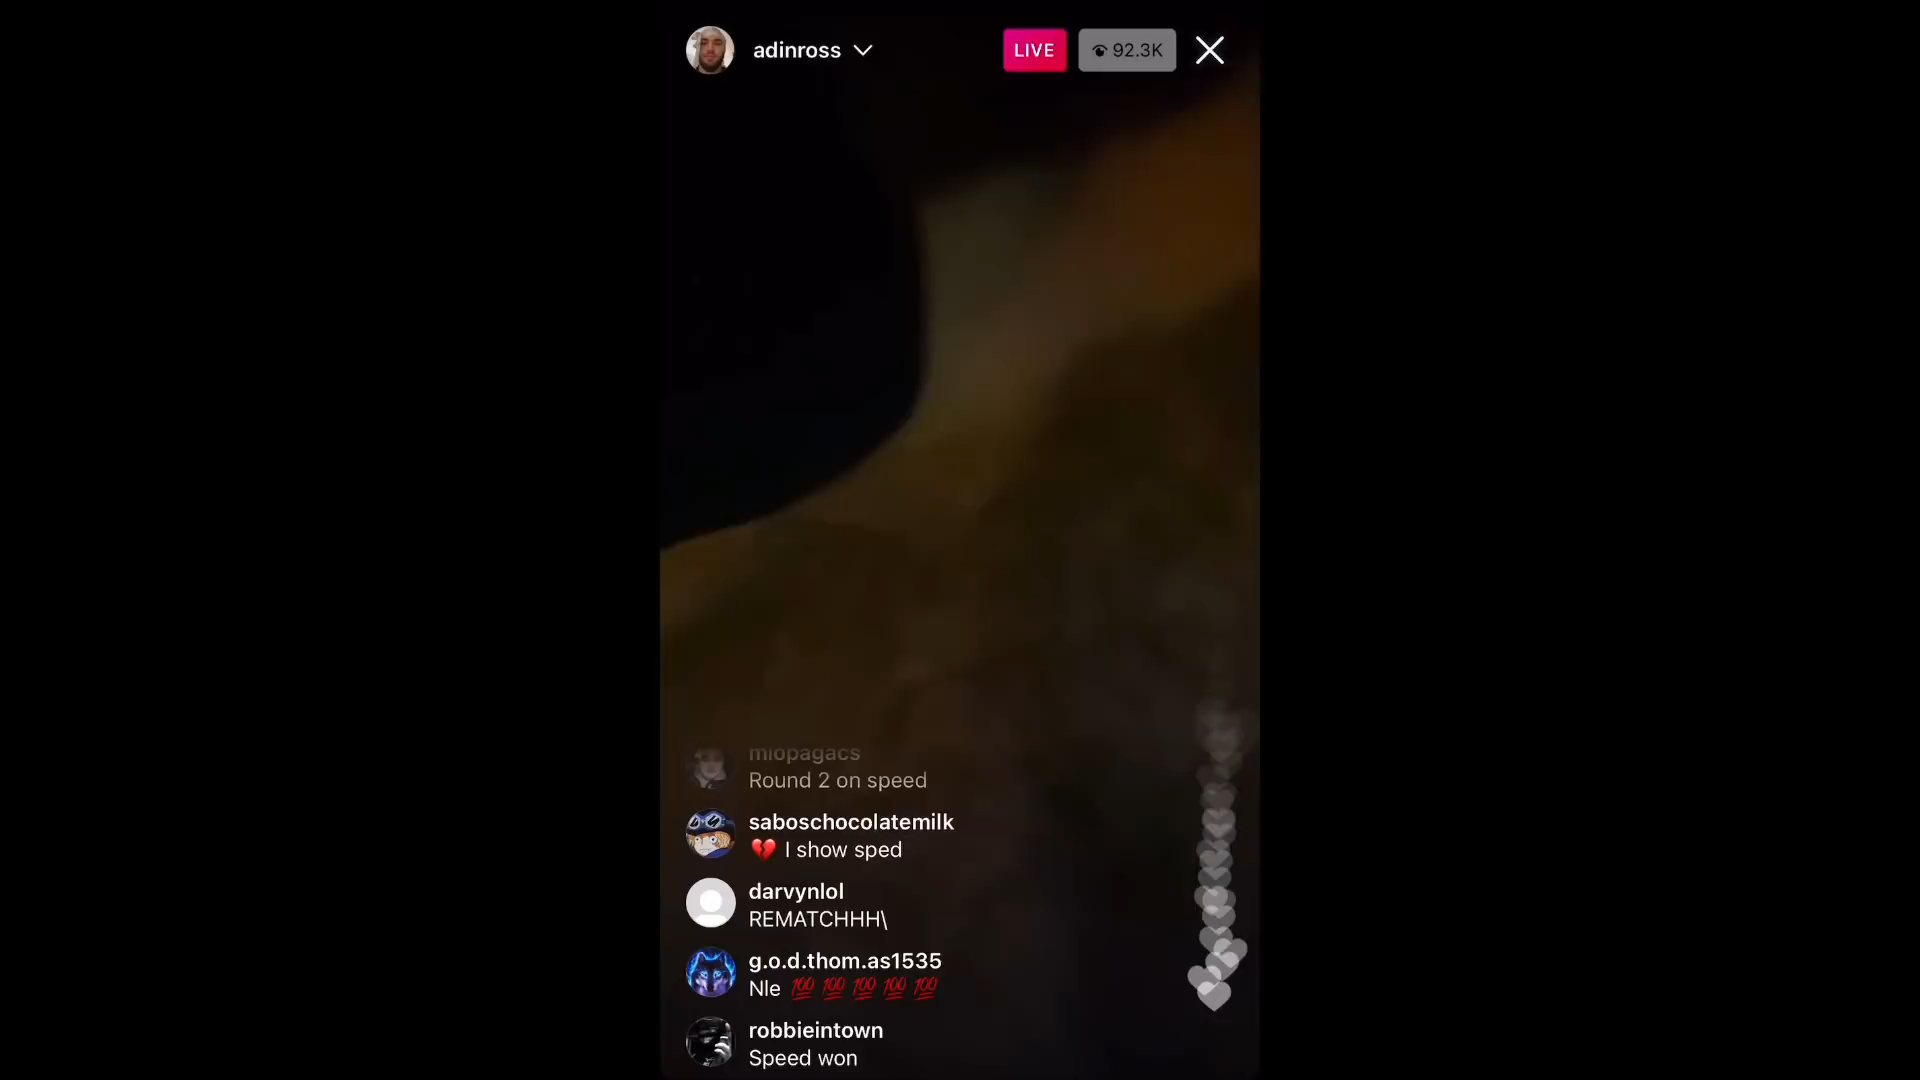 adinross
LIVE
92.3K
miopagacs
Round 2 on speed
saboschocolatemilk
💔 I show sped
darvynlol
REMATCHHH\
g.o.d.thom.as1535
Nle 💯 💯 💯 💯 💯
robbieintown
Speed won